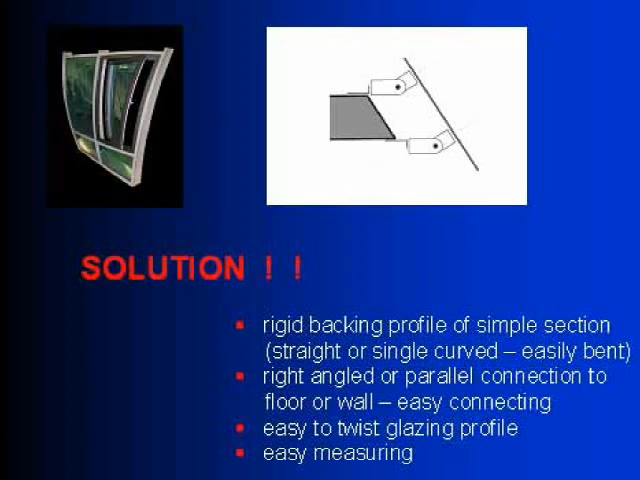 SOLUTION ! !
▪ rigid backing profile of simple section
(straight or single curved – easily bent)
▪ right angled or parallel connection to
floor or wall – easy connecting
▪ easy to twist glazing profile
▪ easy measuring